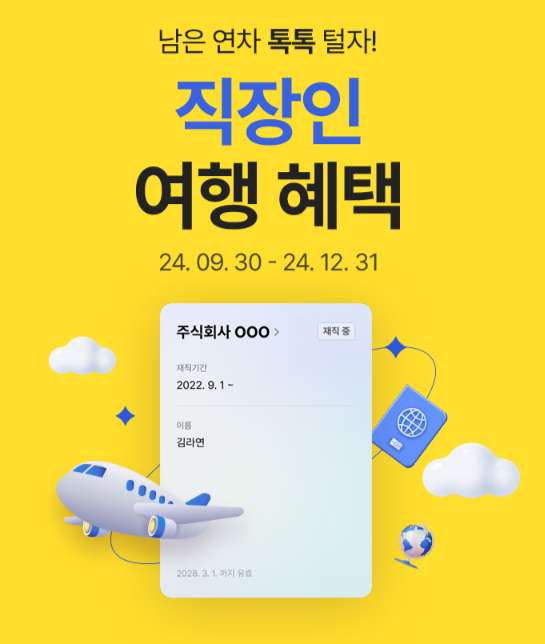 남은 연차 톡톡 털자!
직장인
여행 혜택
24. 09. 30 - 24. 12. 31
주식회사 OOO >
재직 중
재직기간
2022. 9. 1 ~
이름
김라연
2028. 3. 1. 까지 유효